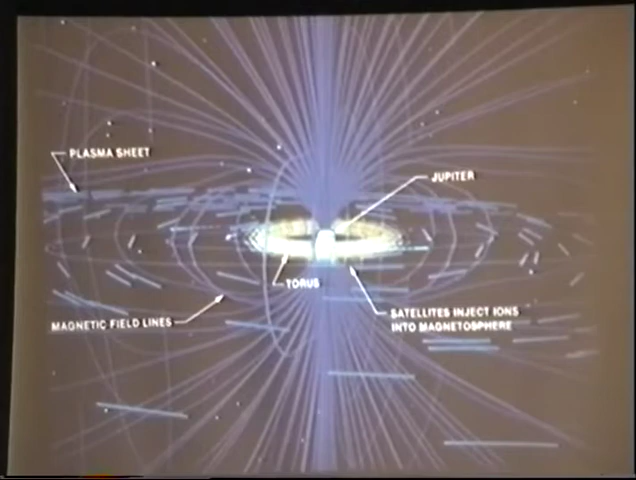 PLASMA SHEET
JUPITER
TORUS
SATELLITES INJECT IONS
INTO MAGNETOSPHERE
MAGNETIC FIELD LINES